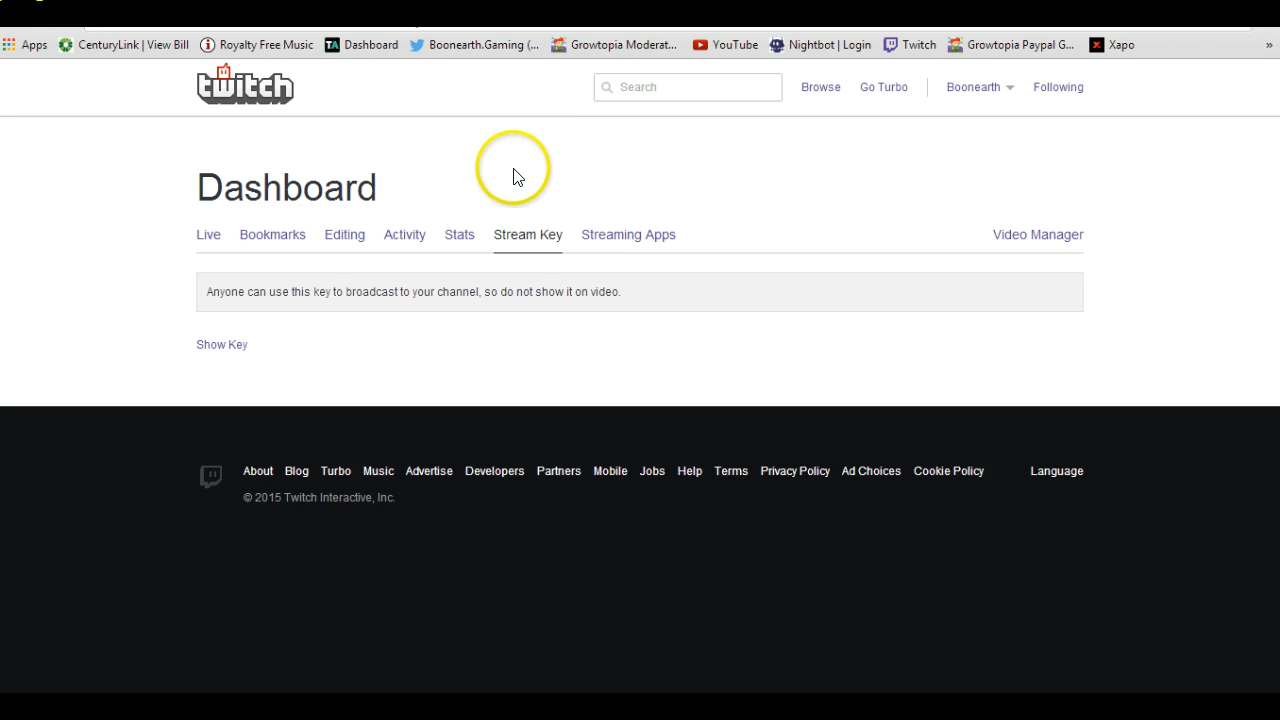 Apps CenturyLink | View Bill Royalty Free Music Dashboard Boonearth.Gaming (... Growtopia Moderat... YouTube Nightbot | Login Twitch Growtopia Paypal G... Xapo »
twitch Search Browse Go Turbo Boonearth Following
Dashboard
Live Bookmarks Editing Activity Stats Stream Key Streaming Apps Video Manager
Anyone can use this key to broadcast to your channel, so do not show it on video.
Show Key
About Blog Turbo Music Advertise Developers Partners Mobile Jobs Help Terms Privacy Policy Ad Choices Cookie Policy Language
© 2015 Twitch Interactive, Inc.